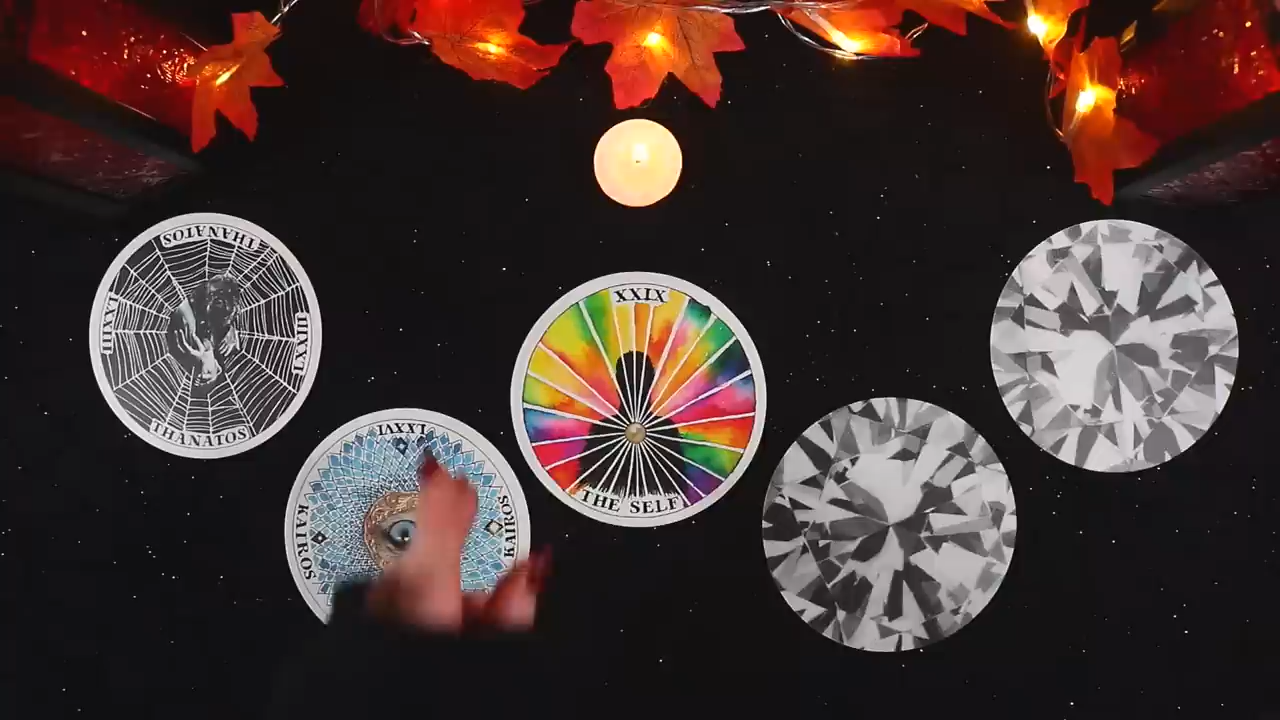 THANATOS
LXXIII
LXXIII
THANATOS
LXXVI
KAIROS
KAIROS
XXIX
THE SELF